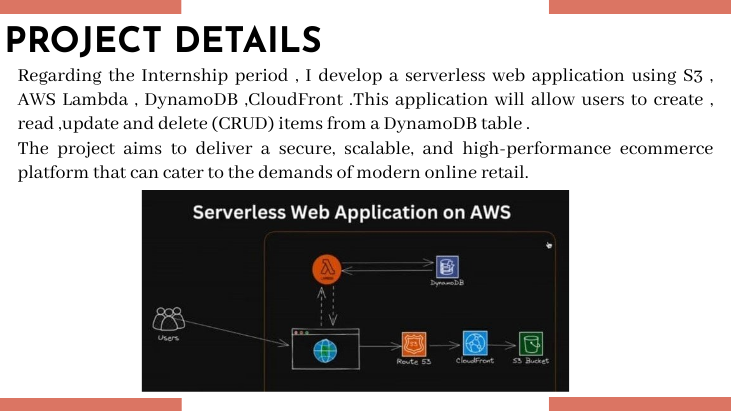 PROJECT DETAILS
Regarding the Internship period , I develop a serverless web application using S3 ,
AWS Lambda , DynamoDB ,CloudFront .This application will allow users to create ,
read ,update and delete (CRUD) items from a DynamoDB table .
The project aims to deliver a secure, scalable, and high-performance ecommerce
platform that can cater to the demands of modern online retail.
Serverless Web Application on AWS
DynamoDB
Users
Route 53
CloudFront
S3 Bucket